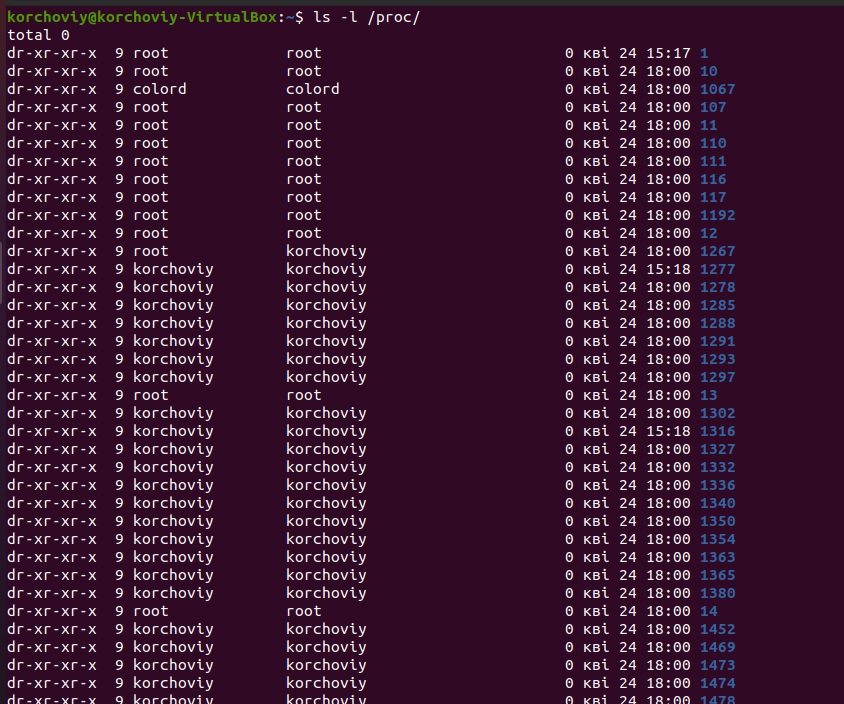 korchoviy@korchoviy-VirtualBox:~$ ls -l /proc/
total 0
dr-xr-xr-x  9 root             root                            0 кві 24 15:17 1
dr-xr-xr-x  9 root             root                            0 кві 24 18:00 10
dr-xr-xr-x  9 colord           colord                          0 кві 24 18:00 1067
dr-xr-xr-x  9 root             root                            0 кві 24 18:00 107
dr-xr-xr-x  9 root             root                            0 кві 24 18:00 11
dr-xr-xr-x  9 root             root                            0 кві 24 18:00 110
dr-xr-xr-x  9 root             root                            0 кві 24 18:00 111
dr-xr-xr-x  9 root             root                            0 кві 24 18:00 116
dr-xr-xr-x  9 root             root                            0 кві 24 18:00 117
dr-xr-xr-x  9 root             root                            0 кві 24 18:00 1192
dr-xr-xr-x  9 root             root                            0 кві 24 18:00 12
dr-xr-xr-x  9 root             korchoviy                       0 кві 24 18:00 1267
dr-xr-xr-x  9 korchoviy        korchoviy                       0 кві 24 15:18 1277
dr-xr-xr-x  9 korchoviy        korchoviy                       0 кві 24 18:00 1278
dr-xr-xr-x  9 korchoviy        korchoviy                       0 кві 24 18:00 1285
dr-xr-xr-x  9 korchoviy        korchoviy                       0 кві 24 18:00 1288
dr-xr-xr-x  9 korchoviy        korchoviy                       0 кві 24 18:00 1291
dr-xr-xr-x  9 korchoviy        korchoviy                       0 кві 24 18:00 1293
dr-xr-xr-x  9 korchoviy        korchoviy                       0 кві 24 18:00 1297
dr-xr-xr-x  9 root             root                            0 кві 24 18:00 13
dr-xr-xr-x  9 korchoviy        korchoviy                       0 кві 24 18:00 1302
dr-xr-xr-x  9 korchoviy        korchoviy                       0 кві 24 15:18 1316
dr-xr-xr-x  9 korchoviy        korchoviy                       0 кві 24 18:00 1327
dr-xr-xr-x  9 korchoviy        korchoviy                       0 кві 24 18:00 1332
dr-xr-xr-x  9 korchoviy        korchoviy                       0 кві 24 18:00 1336
dr-xr-xr-x  9 korchoviy        korchoviy                       0 кві 24 18:00 1340
dr-xr-xr-x  9 korchoviy        korchoviy                       0 кві 24 18:00 1350
dr-xr-xr-x  9 korchoviy        korchoviy                       0 кві 24 18:00 1354
dr-xr-xr-x  9 korchoviy        korchoviy                       0 кві 24 18:00 1363
dr-xr-xr-x  9 korchoviy        korchoviy                       0 кві 24 18:00 1365
dr-xr-xr-x  9 korchoviy        korchoviy                       0 кві 24 18:00 1380
dr-xr-xr-x  9 root             root                            0 кві 24 18:00 14
dr-xr-xr-x  9 korchoviy        korchoviy                       0 кві 24 18:00 1452
dr-xr-xr-x  9 korchoviy        korchoviy                       0 кві 24 18:00 1469
dr-xr-xr-x  9 korchoviy        korchoviy                       0 кві 24 18:00 1473
dr-xr-xr-x  9 korchoviy        korchoviy                       0 кві 24 18:00 1474
dr-xr-xr-x  9 korchoviy        korchoviy                       0 кві 24 18:00 1478